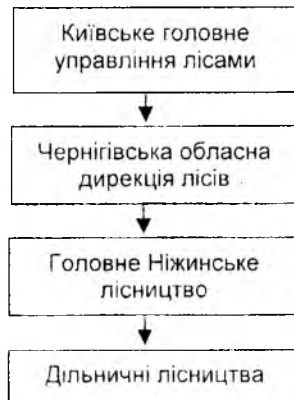 Київське головне
управління лісами
Чернігівська обласна
дирекція лісів
Головне Ніжинське
лісництво
Дільничні лісництва